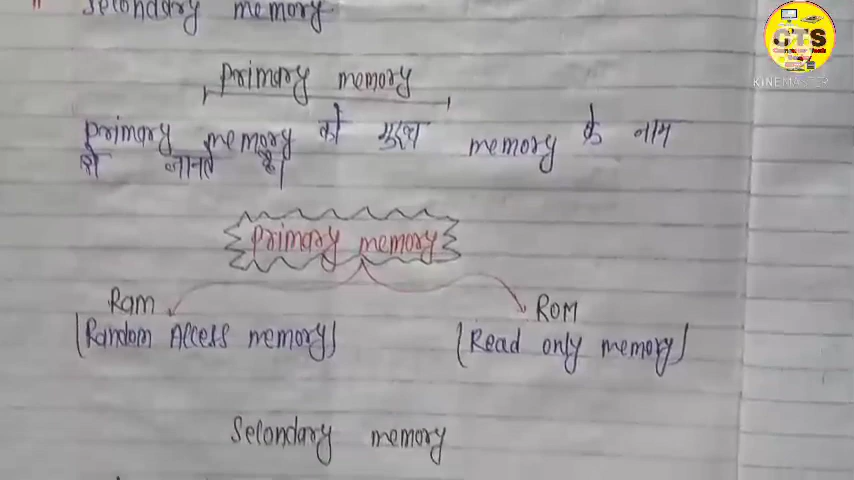 Secondary memory
Primary memory
Primary memory को मुख्य memory के नाम
से जानते है।
Primary memory
Ram
ROM
(Random Access memory)
(Read only memory)
Secondary memory
CTS
KINEMASTER